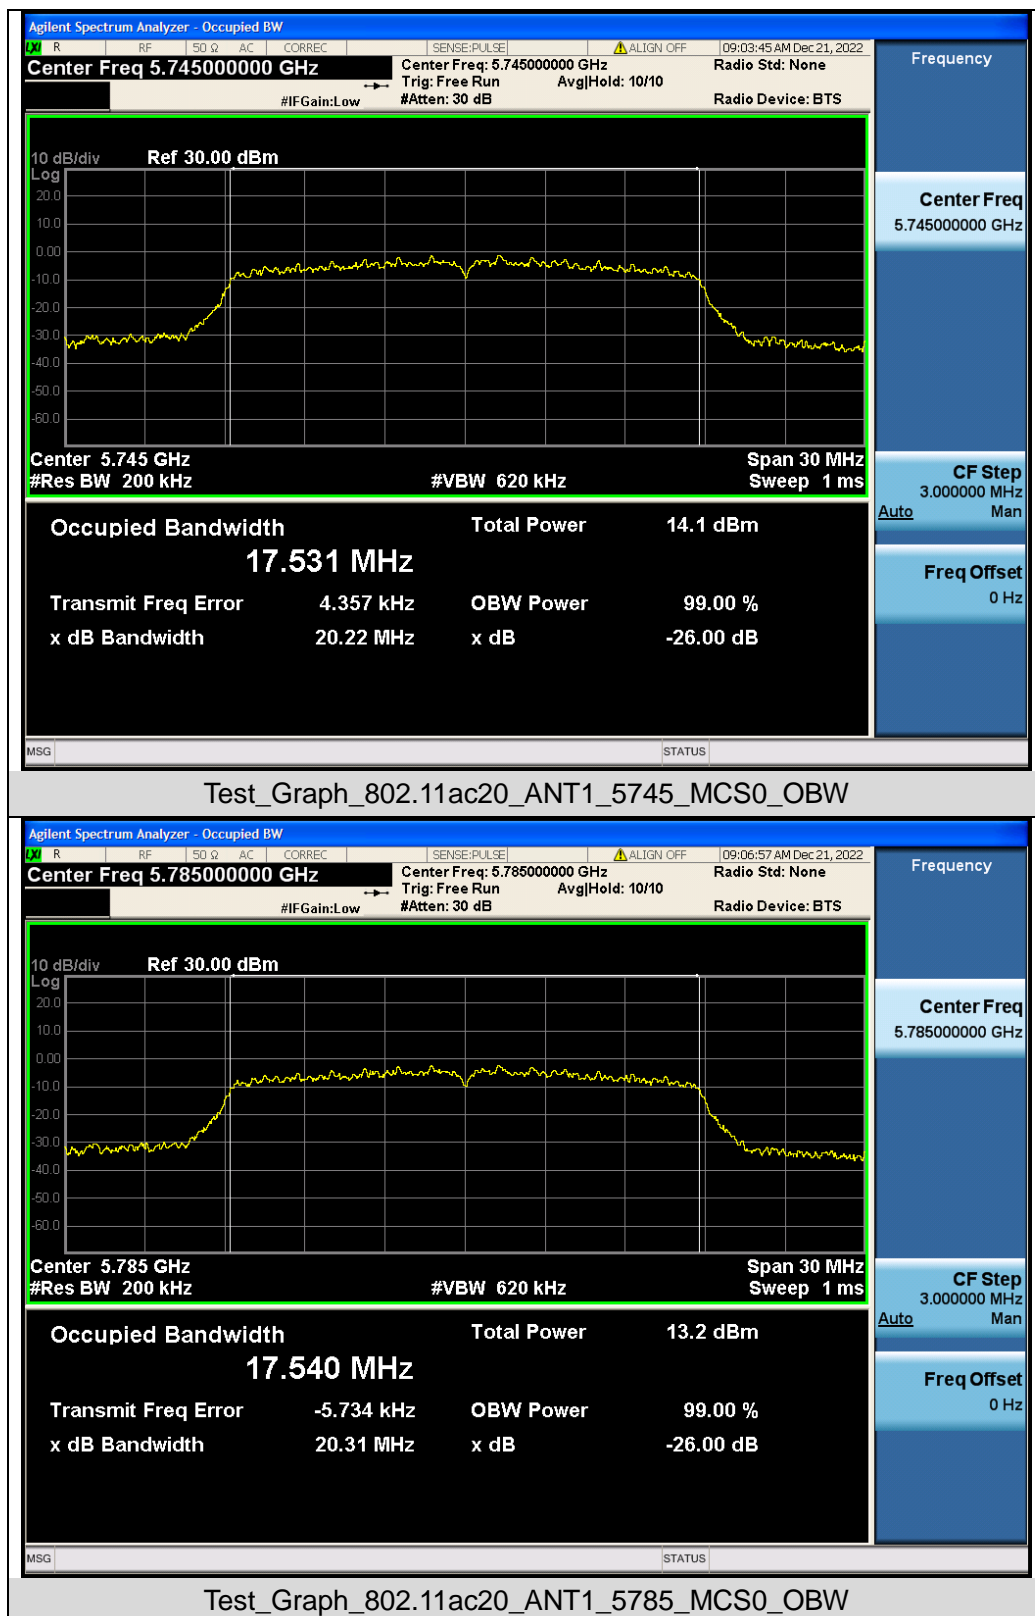 Agilent Spectrum Analyzer - Occupied BW
LXI R RF 50 Ω AC CORREC SENSE:PULSE ALIGN OFF 09:03:45 AM Dec 21, 2022
Center Freq 5.745000000 GHz
Center Freq: 5.745000000 GHz
Radio Std: None
Trig: Free Run Avg|Hold: 10/10
#IFGain:Low
#Atten: 30 dB
Radio Device: BTS
Frequency
10 dB/div Ref 30.00 dBm
Log
20.0
10.0
0.00
-10.0
-20.0
-30.0
-40.0
-50.0
-60.0
Center Freq
5.745000000 GHz
Center 5.745 GHz Span 30 MHz
#Res BW 200 kHz #VBW 620 kHz Sweep 1 ms
CF Step
3.000000 MHz
Auto Man
Occupied Bandwidth Total Power 14.1 dBm
17.531 MHz
Freq Offset
0 Hz
Transmit Freq Error 4.357 kHz OBW Power 99.00 %
x dB Bandwidth 20.22 MHz x dB -26.00 dB
MSG STATUS
Test_Graph_802.11ac20_ANT1_5745_MCS0_OBW
Agilent Spectrum Analyzer - Occupied BW
LXI R RF 50 Ω AC CORREC SENSE:PULSE ALIGN OFF 09:06:57 AM Dec 21, 2022
Center Freq 5.785000000 GHz
Center Freq: 5.785000000 GHz
Radio Std: None
Trig: Free Run Avg|Hold: 10/10
#IFGain:Low
#Atten: 30 dB
Radio Device: BTS
Frequency
10 dB/div Ref 30.00 dBm
Log
20.0
10.0
0.00
-10.0
-20.0
-30.0
-40.0
-50.0
-60.0
Center Freq
5.785000000 GHz
Center 5.785 GHz Span 30 MHz
#Res BW 200 kHz #VBW 620 kHz Sweep 1 ms
CF Step
3.000000 MHz
Auto Man
Occupied Bandwidth Total Power 13.2 dBm
17.540 MHz
Freq Offset
0 Hz
Transmit Freq Error -5.734 kHz OBW Power 99.00 %
x dB Bandwidth 20.31 MHz x dB -26.00 dB
MSG STATUS
Test_Graph_802.11ac20_ANT1_5785_MCS0_OBW